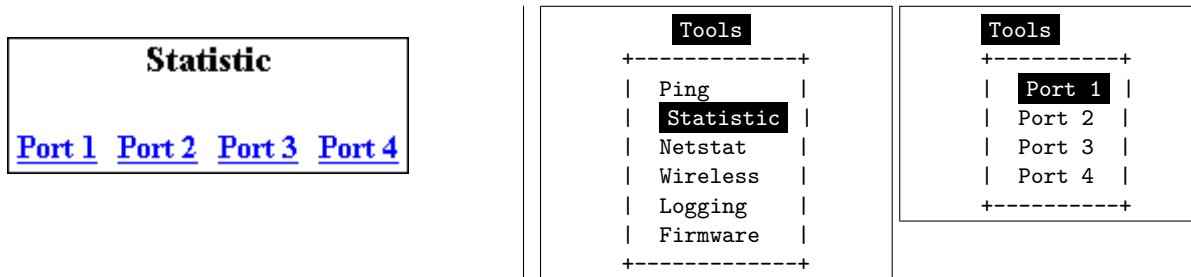 Statistic
Port 1 Port 2 Port 3 Port 4
Tools
+-------------+
| Ping |
| Statistic |
| Netstat |
| Wireless |
| Logging |
| Firmware |
+-------------+
Tools
+----------+
| Port 1 |
| Port 2 |
| Port 3 |
| Port 4 |
+----------+